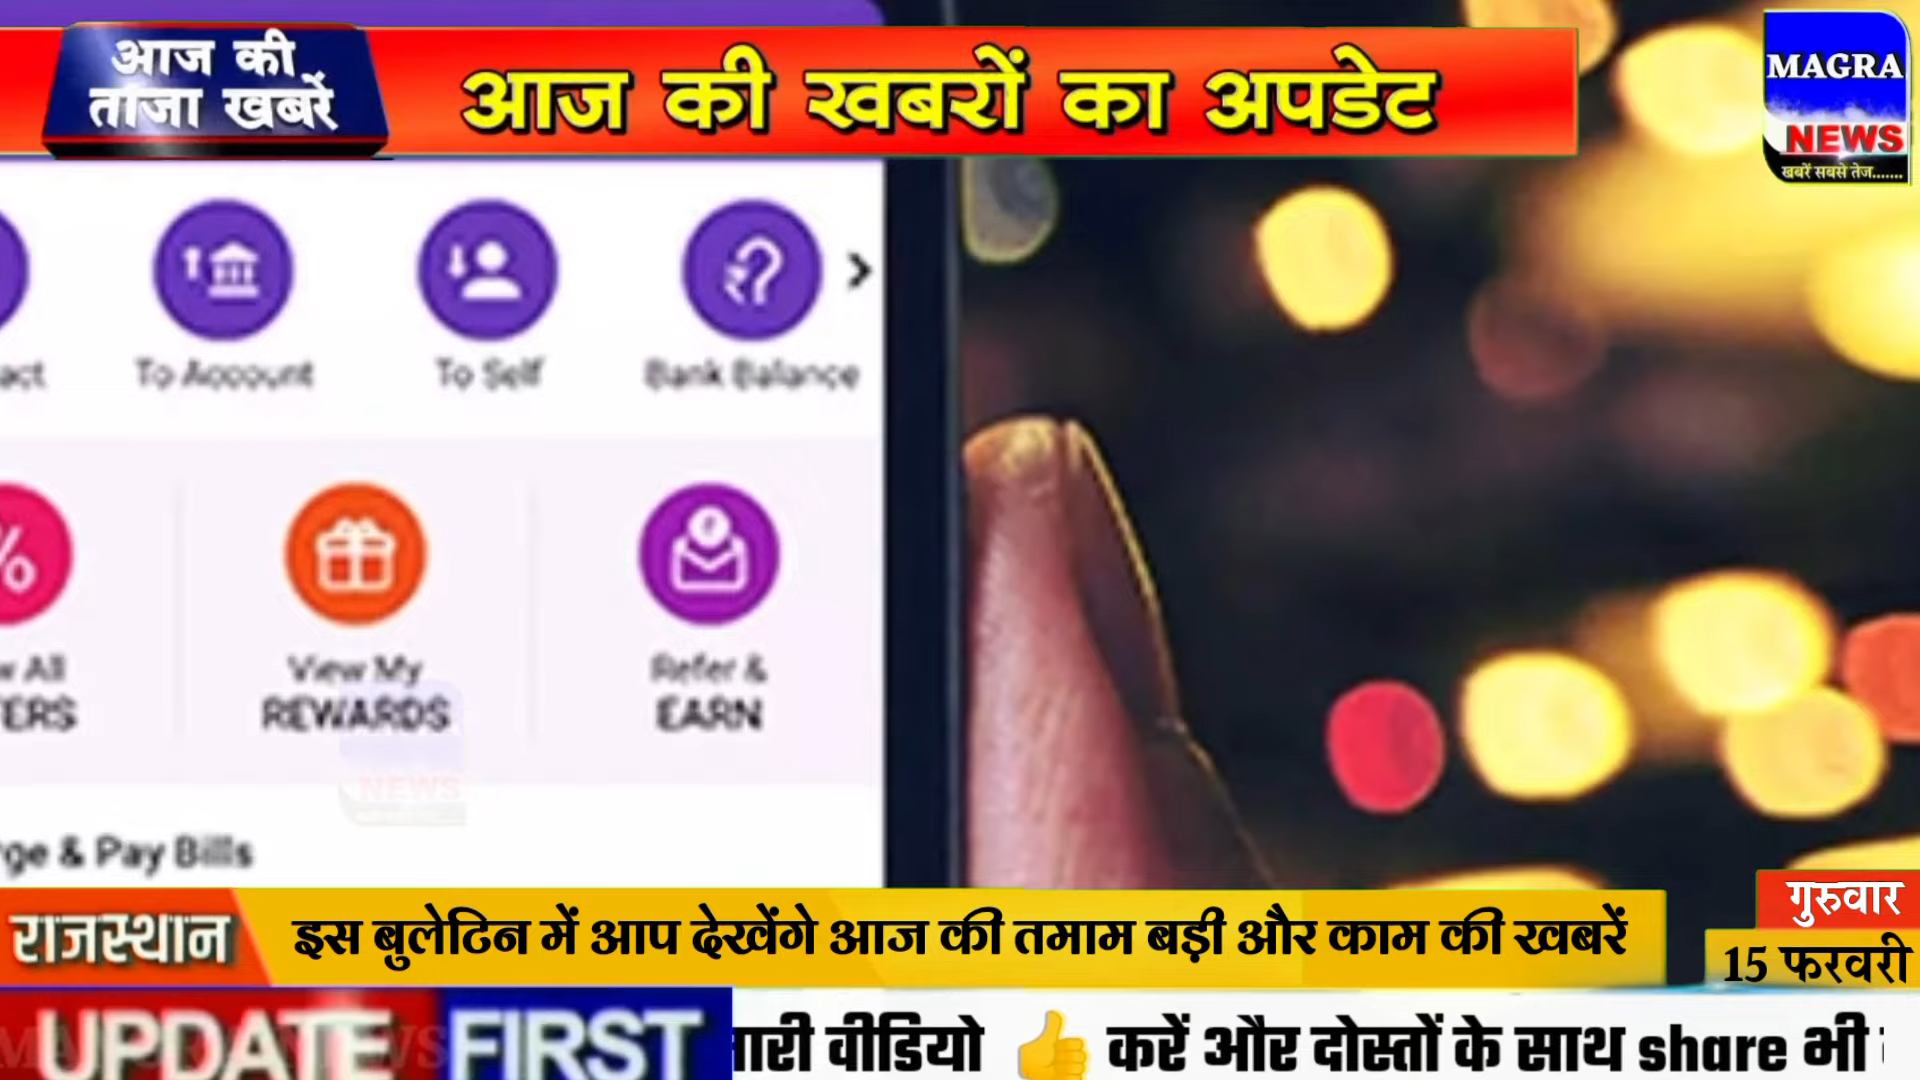 आज की
ताजा खबरें
आज की खबरों का अपडेट
MAGRA
NEWS
खबरें सबसे तेज.......
To Account
To Self
Bank Balance
View My
REWARDS
Refer &
EARN
NEWS
& Pay Bills
राजस्थान
इस बुलेटिन में आप देखेंगे आज की तमाम बड़ी और काम की खबरें
गुरुवार
15 फरवरी
UPDATE FIRST
वीडियो 👍 करें और दोस्तों के साथ share भी